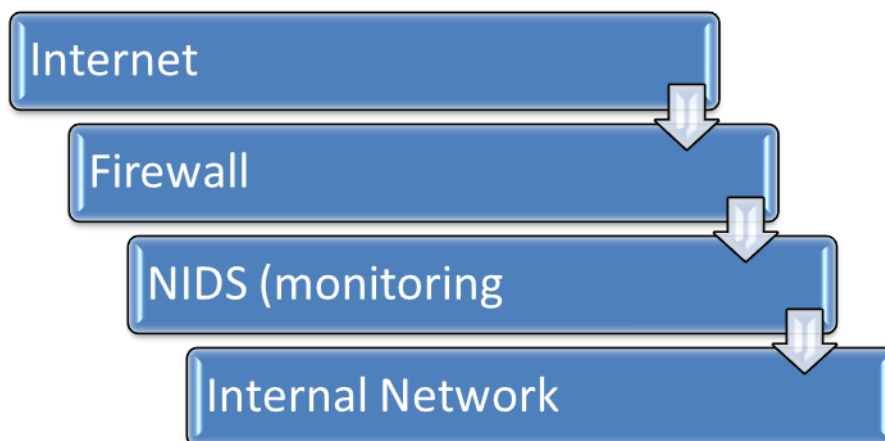 Internet
Firewall
NIDS (monitoring
Internal Network